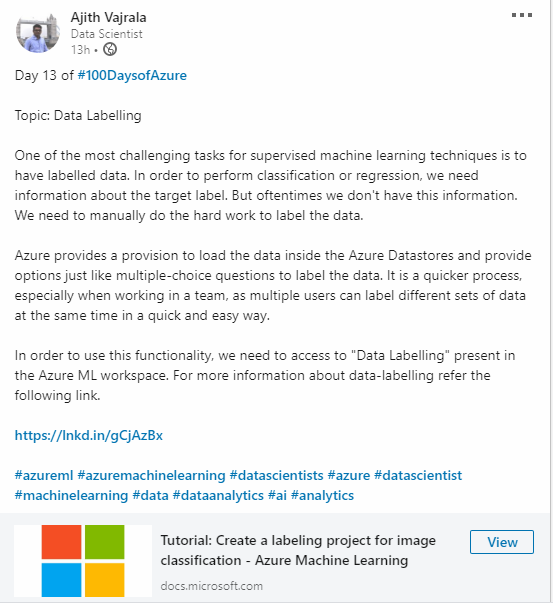 Ajith Vajrala
Data Scientist
13h •
Day 13 of #100DaysofAzure
Topic: Data Labelling
One of the most challenging tasks for supervised machine learning techniques is to
have labelled data. In order to perform classification or regression, we need
information about the target label. But oftentimes we don't have this information.
We need to manually do the hard work to label the data.
Azure provides a provision to load the data inside the Azure Datastores and provide
options just like multiple-choice questions to label the data. It is a quicker process,
especially when working in a team, as multiple users can label different sets of data
at the same time in a quick and easy way.
In order to use this functionality, we need to access to "Data Labelling" present in
the Azure ML workspace. For more information about data-labelling refer the
following link.
https://lnkd.in/gCjAzBx
#azureml #azuremachinelearning #datascientists #azure #datascientist
#machinelearning #data #dataanalytics #ai #analytics
Tutorial: Create a labeling project for image
classification - Azure Machine Learning
View
docs.microsoft.com